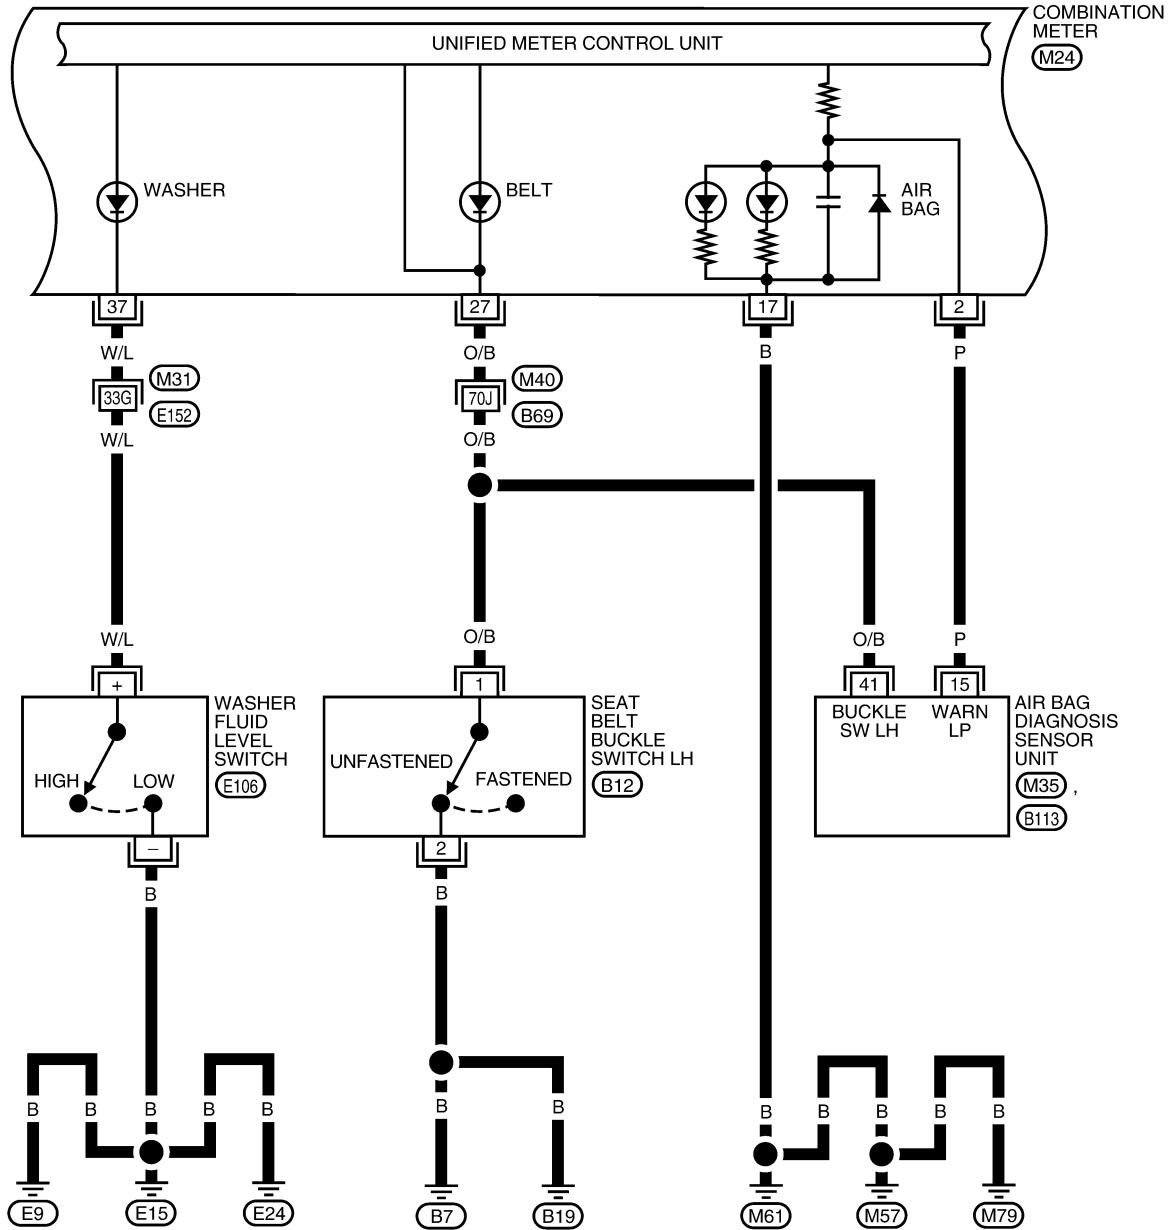 COMBINATION
METER
M24
UNIFIED METER CONTROL UNIT
WASHER
BELT
AIR
BAG
37
27
17
2
W/L
O/B
B
P
33G
M31
E152
70J
M40
B69
W/L
O/B
W/L
O/B
O/B
P
+
1
41
15
WASHER
FLUID
LEVEL
SWITCH
E106
HIGH
LOW
SEAT
BELT
BUCKLE
SWITCH LH
B12
UNFASTENED
FASTENED
BUCKLE
SW LH
WARN
LP
AIR BAG
DIAGNOSIS
SENSOR
UNIT
M35 ,
B113
–
2
B
B
B
B
B
B
B
B
B
B
B
B
B
B
E9
E15
E24
B7
B19
M61
M57
M79